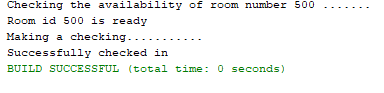 Checking the availability of room number 500 .......
Room id 500 is ready
Making a checking...........
Successfully checked in
BUILD SUCCESSFUL (total time: 0 seconds)